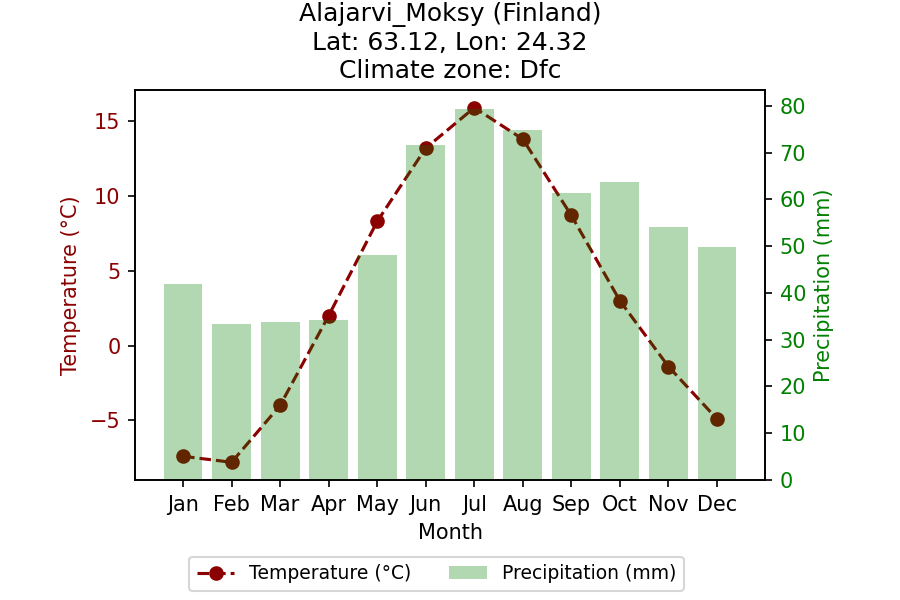 Alajarvi_Moksy (Finland)
Lat: 63.12, Lon: 24.32
Climate zone: Dfc
Temperature (°C)
15
10
5
0
−5
80
70
60
50
40
30
20
10
0
Precipitation (mm)
Jan Feb Mar Apr May Jun Jul Aug Sep Oct Nov Dec
Month
Temperature (°C) Precipitation (mm)